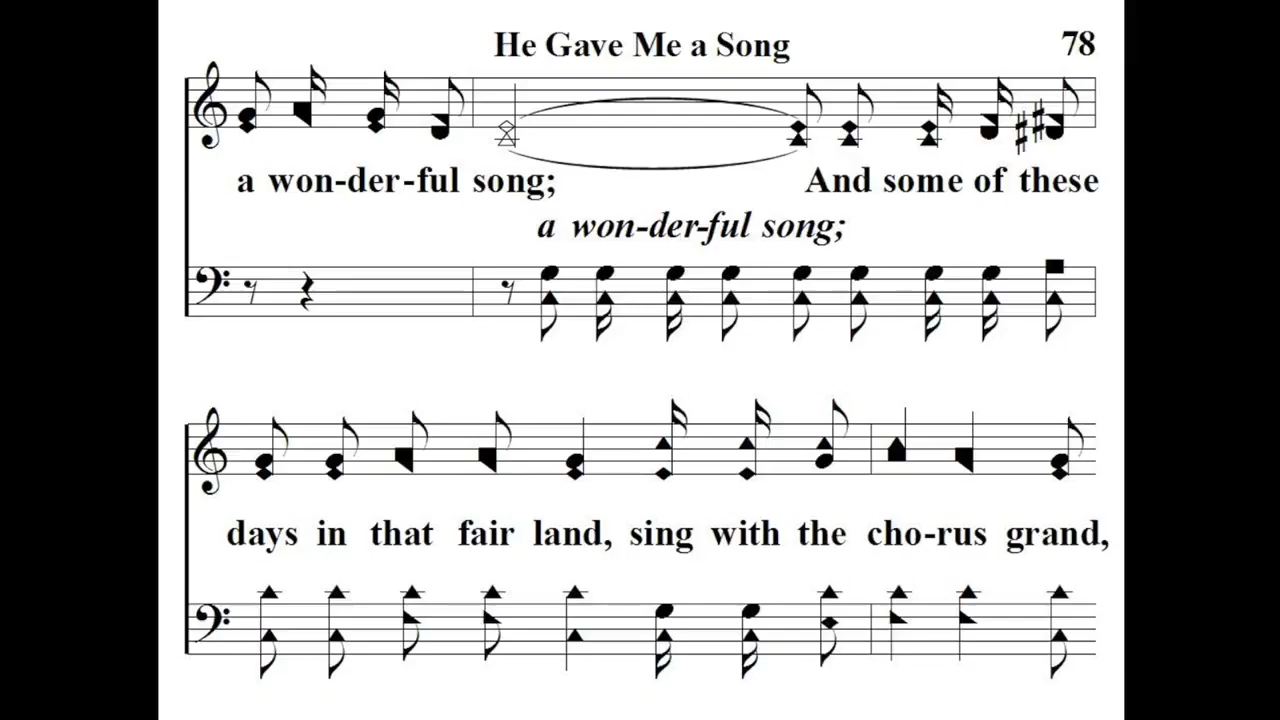 He Gave Me a Song
78
a won-der-ful song; And some of these
a won-der-ful song;
days in that fair land, sing with the cho-rus grand,